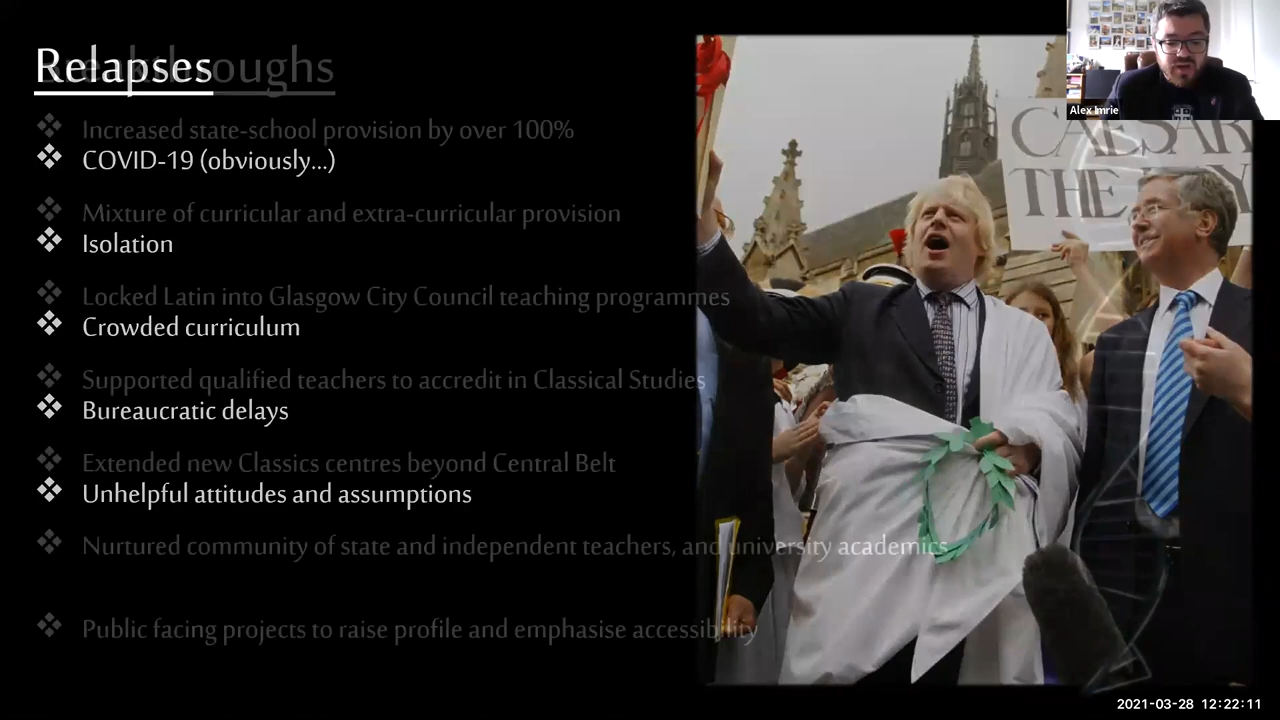 Relapses
Breakthroughs
Increased state-school provision by over 100%
COVID-19 (obviously...)
Mixture of curricular and extra-curricular provision
Isolation
Locked Latin into Glasgow City Council teaching programmes
Crowded curriculum
Supported qualified teachers to accredit in Classical Studies
Bureaucratic delays
Extended new Classics centres beyond Central Belt
Unhelpful attitudes and assumptions
Nurtured community of state and independent teachers, and university academics
Public facing projects to raise profile and emphasise accessibility
Alex Imrie
CAESAR
THE
2021-03-28 12:22:11